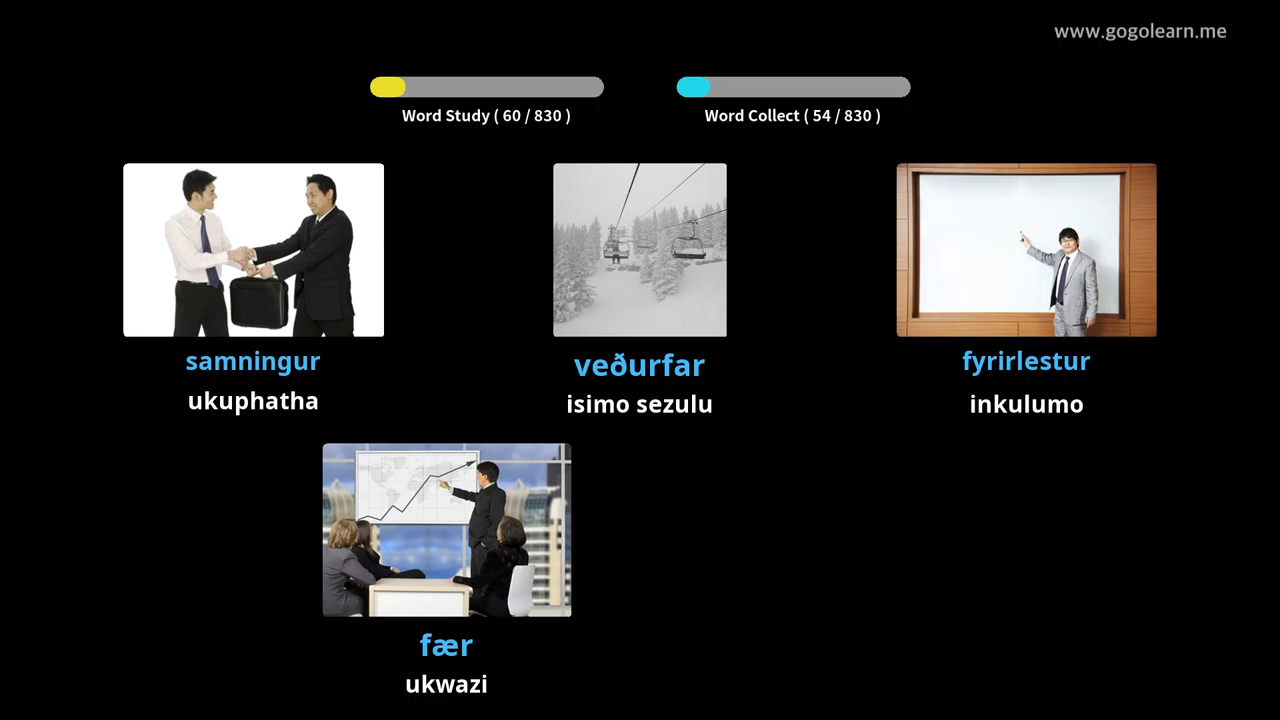 www.gogolearn.me
Word Study ( 60 / 830 )
Word Collect ( 54 / 830 )
samningur
ukuphatha
veðurfar
isimo sezulu
fyrirlestur
inkulumo
fær
ukwazi